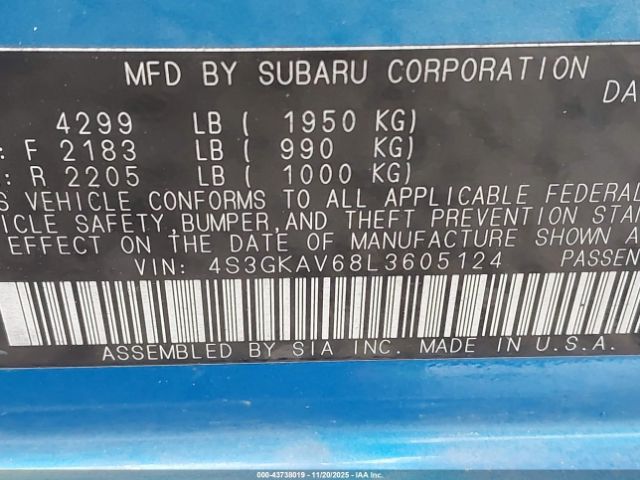 MFD BY SUBARU CORPORATION
DA
4299 LB ( 1950 KG)
: F 2183 LB ( 990 KG)
: R 2205 LB ( 1000 KG)
S VEHICLE CONFORMS TO ALL APPLICABLE FEDERAL
ICLE SAFETY,BUMPER,AND THEFT PREVENTION STA
EFFECT ON THE DATE OF MANUFACTURE SHOWN A
VIN: 4S3GKAV68L3605124 PASSEN
ASSEMBLED BY SIA INC. MADE IN U.S.A.
000-43738019 — 11/20/2025 — IAAI.com